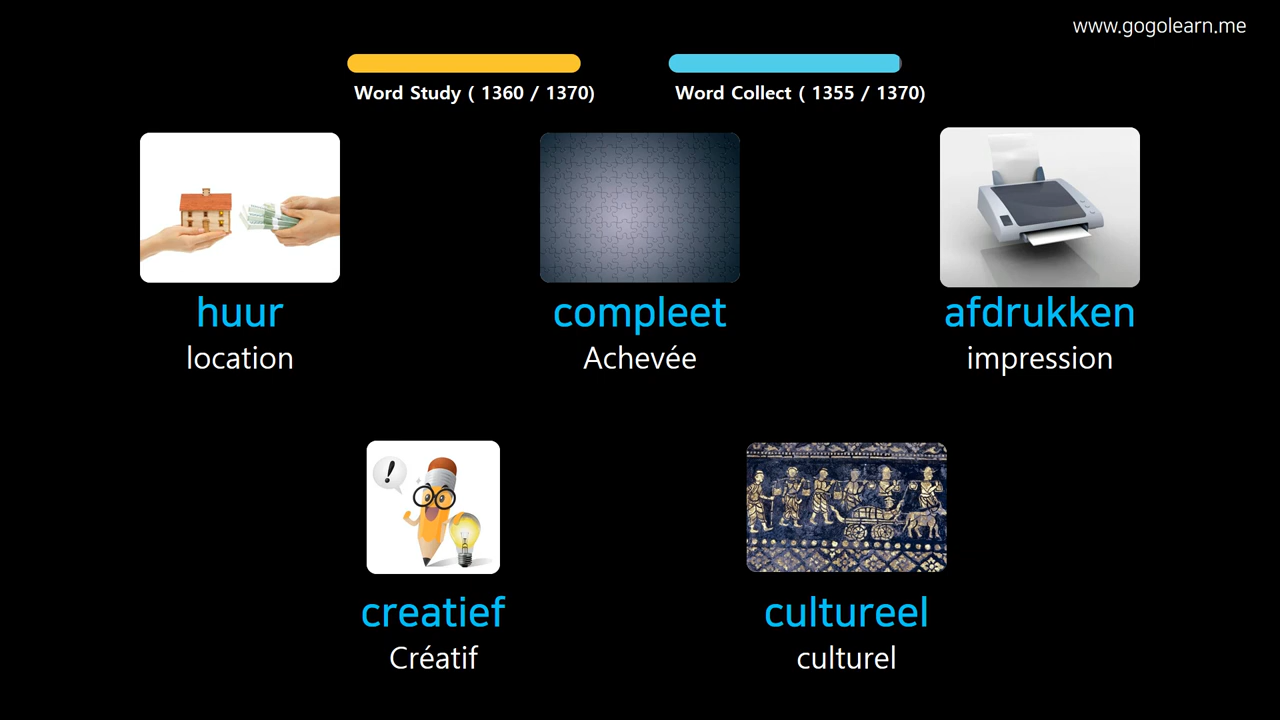 www.gogolearn.me
Word Study ( 1360 / 1370)
Word Collect ( 1355 / 1370)
huur
location
compleet
Achevée
afdrukken
impression
!
creatief
Créatif
cultureel
culturel